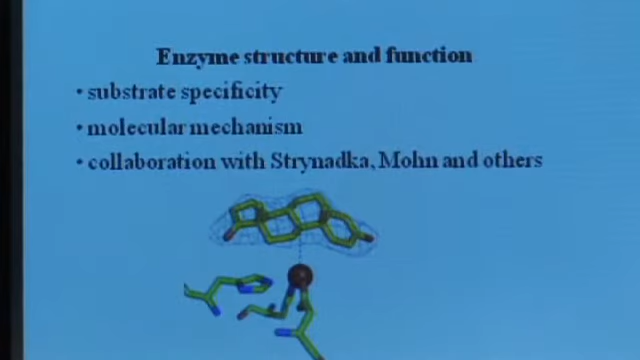 Enzyme structure and function
• substrate specificity
• molecular mechanism
• collaboration with Strynadka, Mohn and others